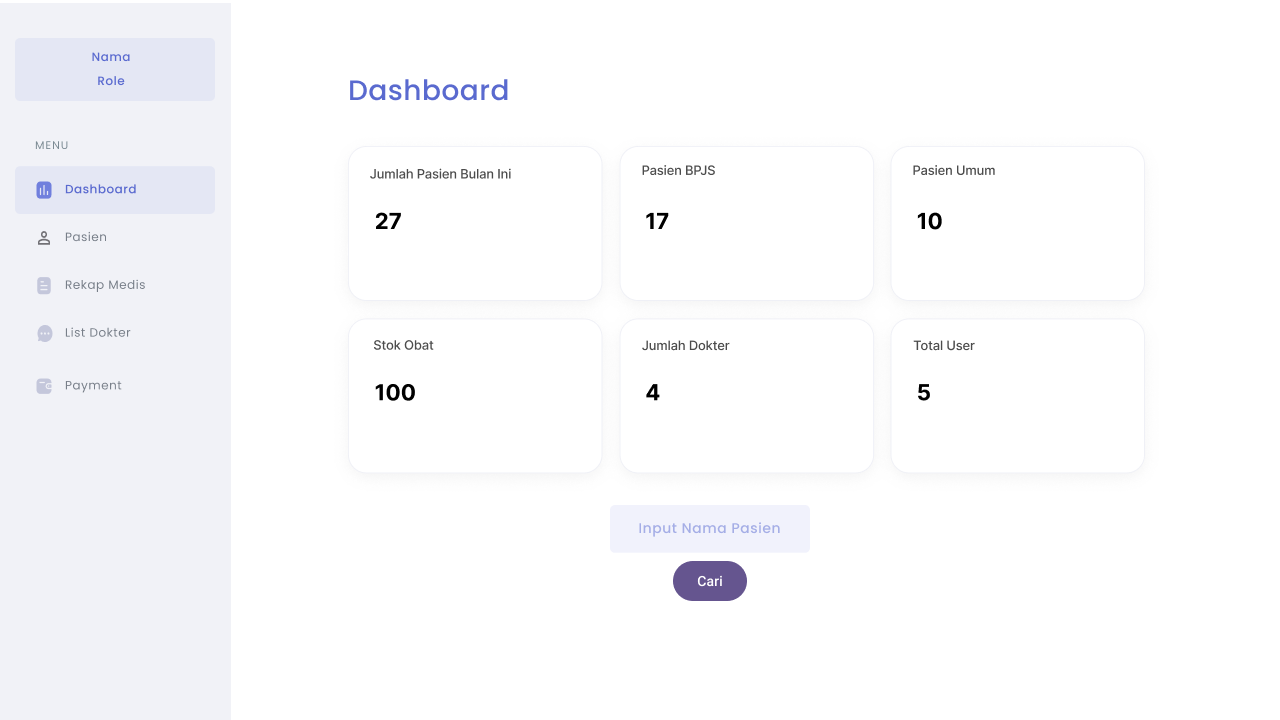 Nama
Role
MENU
Dashboard
Pasien
Rekap Medis
List Dokter
Payment
Dashboard
Jumlah Pasien Bulan Ini
27
Pasien BPJS
17
Pasien Umum
10
Stok Obat
100
Jumlah Dokter
4
Total User
5
Input Nama Pasien
Cari